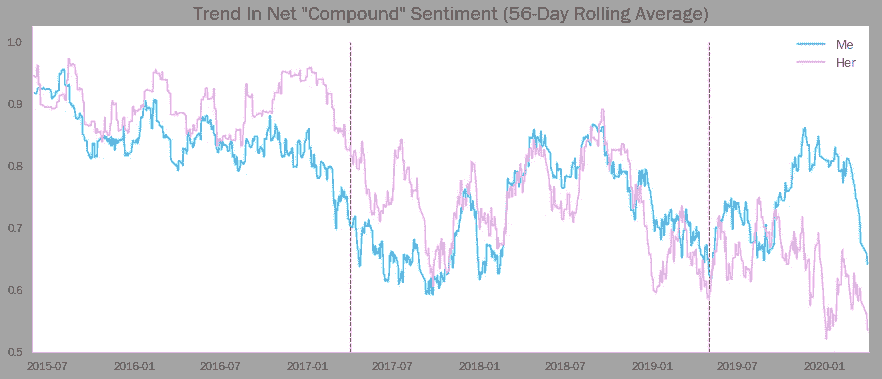 Trend In Net "Compound" Sentiment (56-Day Rolling Average)
1.0
Me
Her
0.9
0.8
0.7
0.6
0.5
2015-07 2016-01 2016-07 2017-01 2017-07 2018-01 2018-07 2019-01 2019-07 2020-01